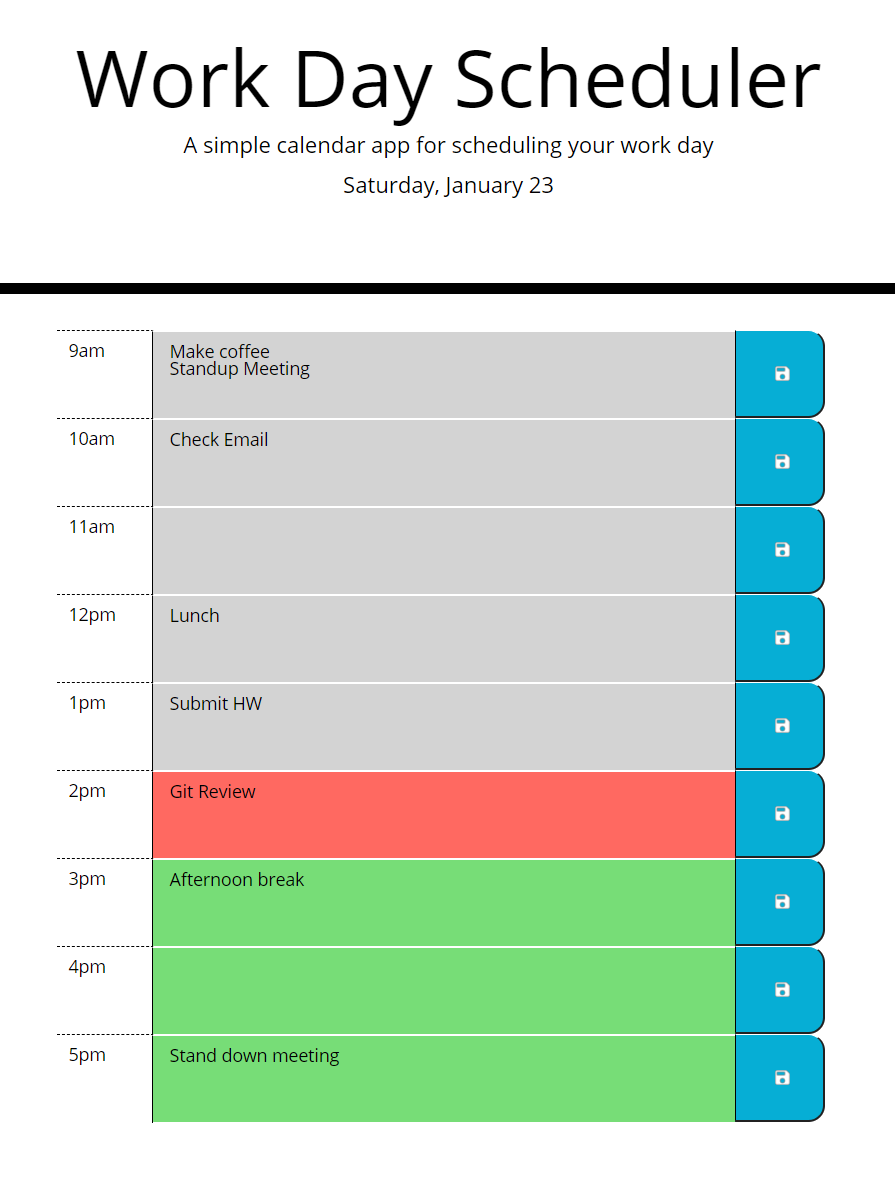 Work Day Scheduler
A simple calendar app for scheduling your work day
Saturday, January 23
9am
Make coffee
Standup Meeting
10am
Check Email
11am
12pm
Lunch
1pm
Submit HW
2pm
Git Review
3pm
Afternoon break
4pm
5pm
Stand down meeting